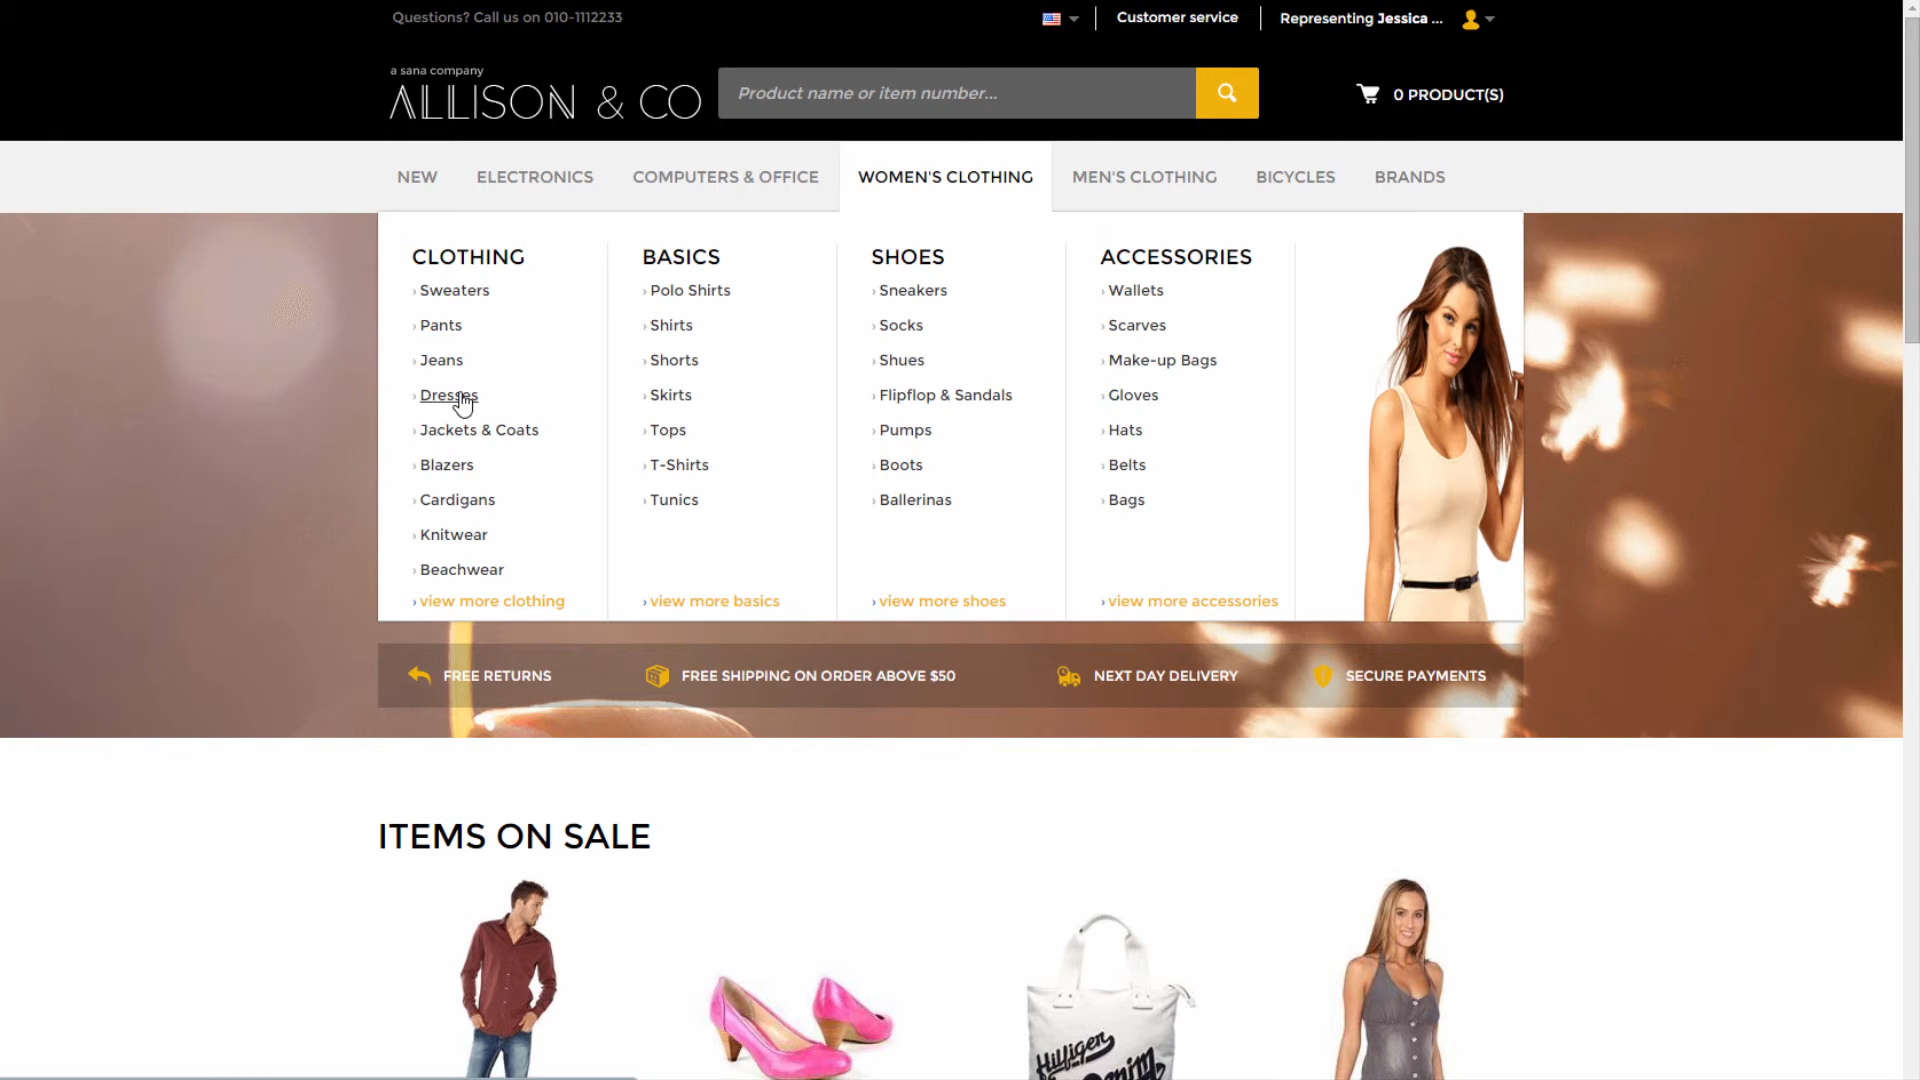 Questions? Call us on 010-1112233
Customer service
Representing Jessica ...
a sana company
ALLISON & CO
Product name or item number...
0 PRODUCT(S)
NEW
ELECTRONICS
COMPUTERS & OFFICE
WOMEN'S CLOTHING
MEN'S CLOTHING
BICYCLES
BRANDS
CLOTHING
Sweaters
Pants
Jeans
Dresses
Jackets & Coats
Blazers
Cardigans
Knitwear
Beachwear
view more clothing
BASICS
Polo Shirts
Shirts
Shorts
Skirts
Tops
T-Shirts
Tunics
view more basics
SHOES
Sneakers
Socks
Shues
Flipflop & Sandals
Pumps
Boots
Ballerinas
view more shoes
ACCESSORIES
Wallets
Scarves
Make-up Bags
Gloves
Hats
Belts
Bags
view more accessories
FREE RETURNS
FREE SHIPPING ON ORDER ABOVE $50
NEXT DAY DELIVERY
SECURE PAYMENTS
ITEMS ON SALE
Hilfiger
Denim